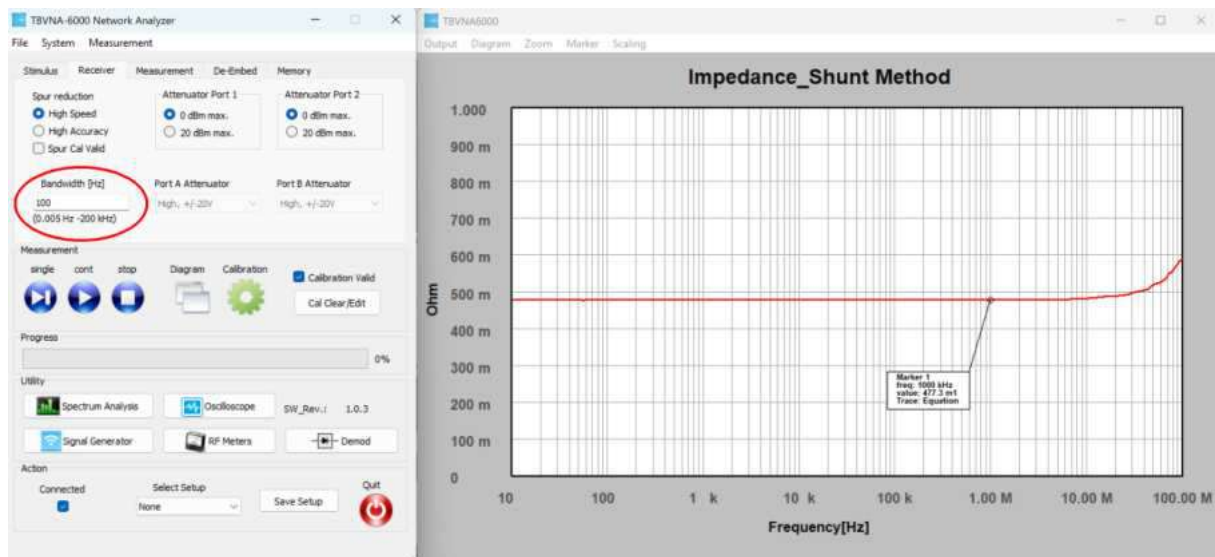 TBVNA-6000 Network Analyzer
File System Measurement
Stimulus Receiver Measurement De-Embed Memory
Spur reduction
High Speed
High Accuracy
Spur Cal Valid
Attenuator Port 1
0 dBm max.
20 dBm max.
Attenuator Port 2
0 dBm max.
20 dBm max.
Bandwidth [Hz]
100
(0.005 Hz -200 kHz)
Port A Attenuator
High, +/-20V
Port B Attenuator
High, +/-20V
Measurement
single cont stop Diagram Calibration
Calibration Valid
Cal Clear/Edit
Progress
0%
Utility
Spectrum Analysis Oscilloscope SW_Rev.: 1.0.3
Signal Generator RF Meters Demod
Action
Connected
Select Setup
None
Save Setup
Quit
TBVNA6000
Output Diagram Zoom Marker Scaling
Impedance_Shunt Method
Ohm
1.000
900 m
800 m
700 m
600 m
500 m
400 m
300 m
200 m
100 m
0
Marker 1
freq: 1000 kHz
value: 477.3 m1
Trace: Equation
10 100 1 k 10 k 100 k 1.00 M 10.00 M 100.00 M
Frequency[Hz]